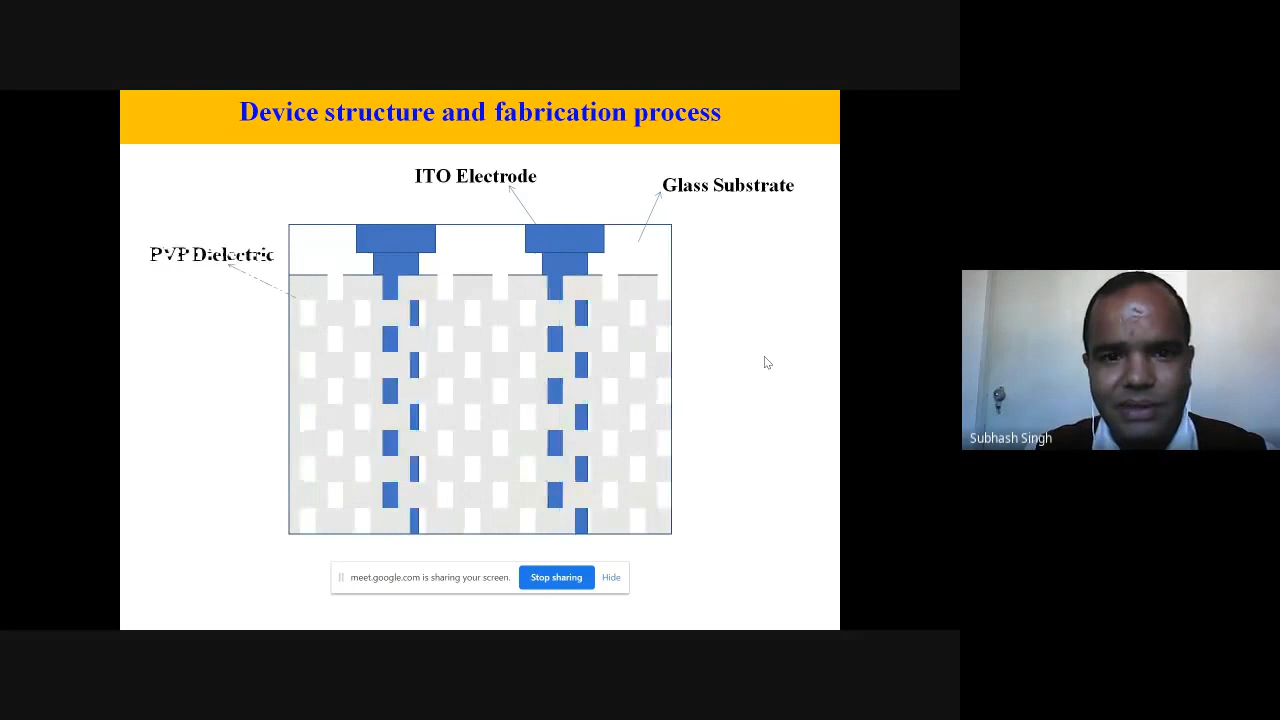 Device structure and fabrication process
ITO Electrode
Glass Substrate
PVP Dielectric
Subhash Singh
meet.google.com is sharing your screen.
Stop sharing
Hide